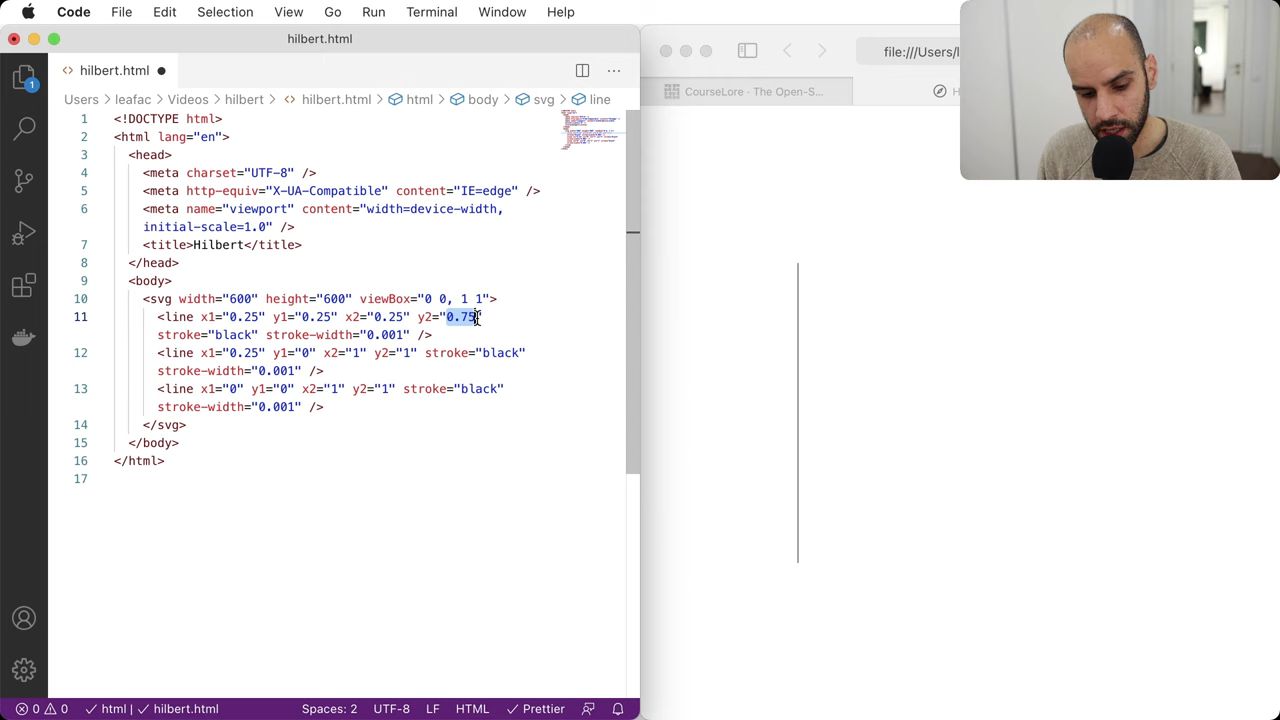 Code File Edit Selection View Go Run Terminal Window Help
hilbert.html
hilbert.html
Users > leafac > Videos > hilbert > hilbert.html > html > body > svg > line
1 <!DOCTYPE html>
2 <html lang="en">
3 <head>
4 <meta charset="UTF-8" />
5 <meta http-equiv="X-UA-Compatible" content="IE=edge" />
6 <meta name="viewport" content="width=device-width,
initial-scale=1.0" />
7 <title>Hilbert</title>
8 </head>
9 <body>
10 <svg width="600" height="600" viewBox="0 0, 1 1">
11 <line x1="0.25" y1="0.25" x2="0.25" y2="0.75"
stroke="black" stroke-width="0.001" />
12 <line x1="0.25" y1="0" x2="1" y2="1" stroke="black"
stroke-width="0.001" />
13 <line x1="0" y1="0" x2="1" y2="1" stroke="black"
stroke-width="0.001" />
14 </svg>
15 </body>
16 </html>
17
1
0 0 html | hilbert.html Spaces: 2 UTF-8 LF HTML Prettier
file:///Users/l
CourseLore · The Open-S...
H